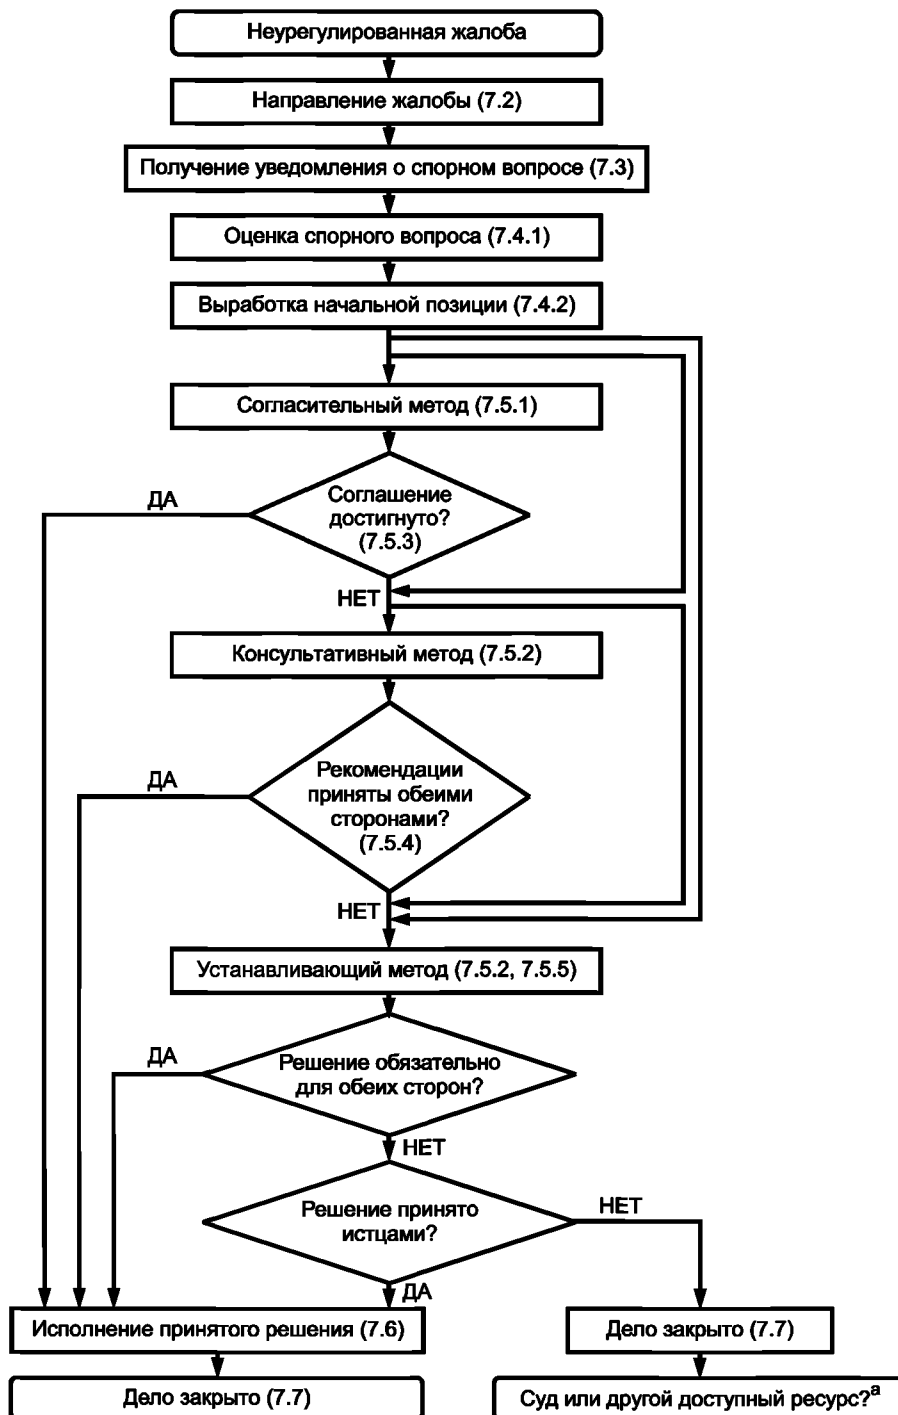 Неурегулированная жалоба
Направление жалобы (7.2)
Получение уведомления о спорном вопросе (7.3)
Оценка спорного вопроса (7.4.1)
Выработка начальной позиции (7.4.2)
Согласительный метод (7.5.1)
ДА
Соглашение
достигнуто?
(7.5.3)
НЕТ
Консультативный метод (7.5.2)
ДА
Рекомендации
приняты обеими
сторонами?
(7.5.4)
НЕТ
Устанавливающий метод (7.5.2, 7.5.5)
ДА
Решение обязательно
для обеих сторон?
НЕТ
Решение принято
истцами?
НЕТ
ДА
Исполнение принятого решения (7.6)
Дело закрыто (7.7)
Дело закрыто (7.7)
Суд или другой доступный ресурс?ª